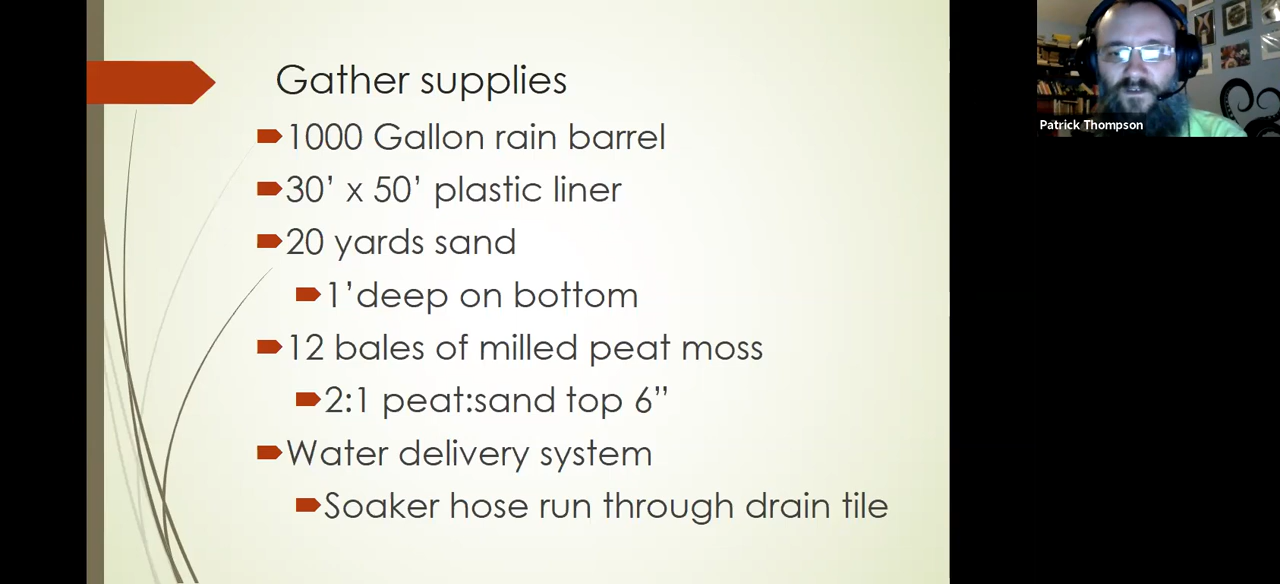 Gather supplies
1000 Gallon rain barrel
30’ x 50’ plastic liner
20 yards sand
1’deep on bottom
12 bales of milled peat moss
2:1 peat:sand top 6”
Water delivery system
Soaker hose run through drain tile
Patrick Thompson